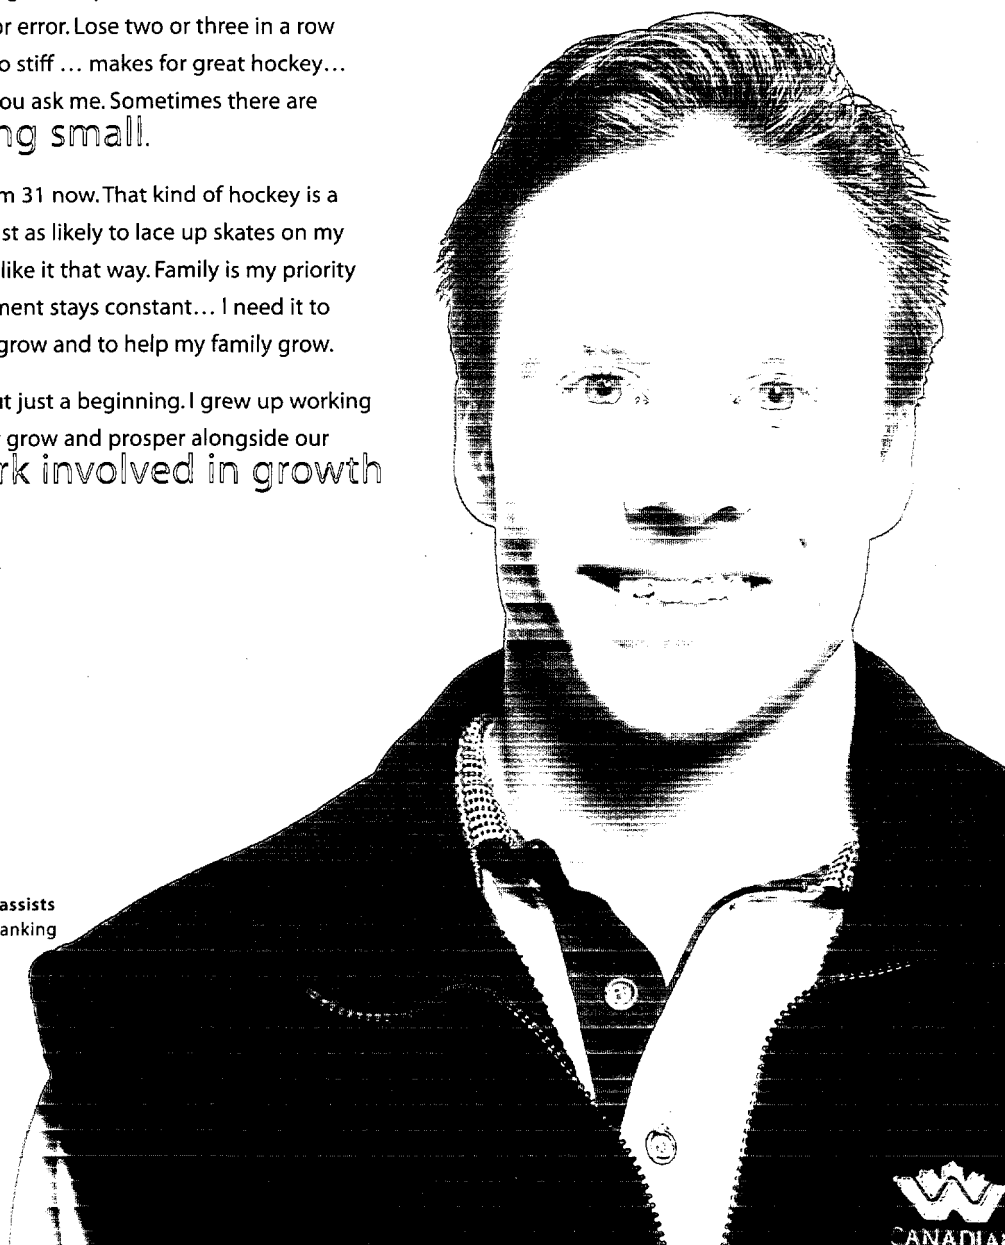 or error. Lose two or three in a row
o stiff … makes for great hockey…
ou ask me. Sometimes there are
ng small.
m 31 now. That kind of hockey is a
st as likely to lace up skates on my
like it that way. Family is my priority
ment stays constant… I need it to
grow and to help my family grow.
ut just a beginning. I grew up working
grow and prosper alongside our
rk involved in growth
assists
anking
CANADIA